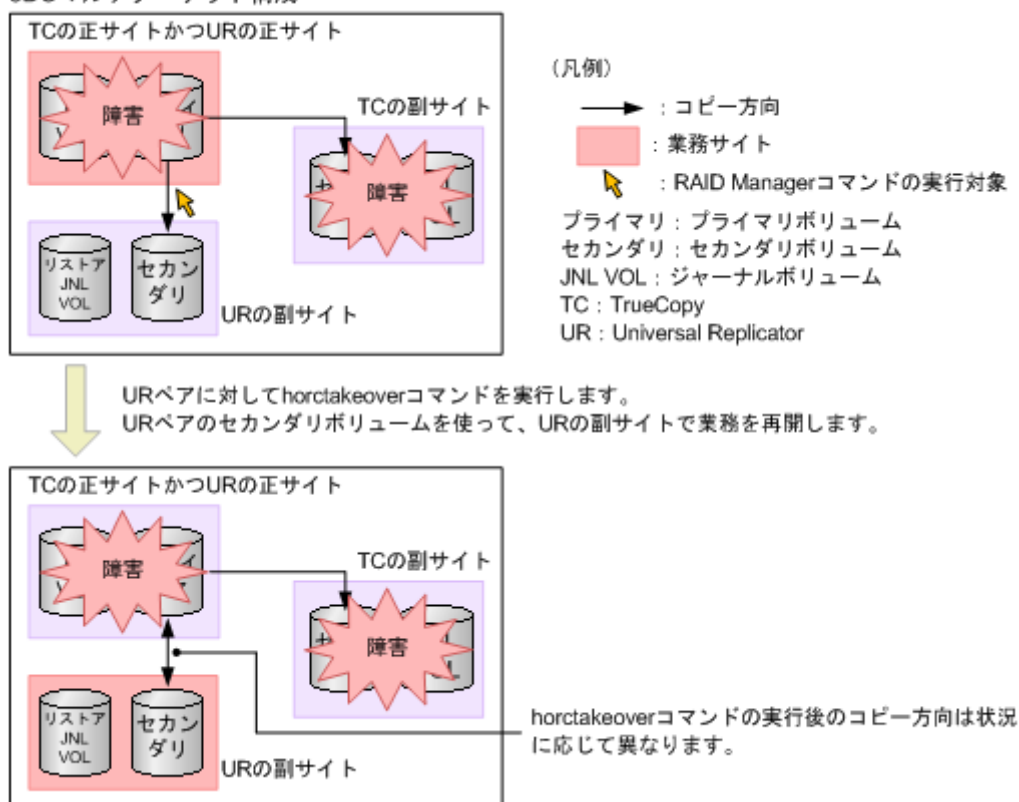 TCの正サイトかつURの正サイト
障害
TCの副サイト
障害
リストア
JNL
VOL
セカン
ダリ
URの副サイト
(凡例)
:コピー方向
:業務サイト
:RAID Managerコマンドの実行対象
プライマリ:プライマリボリューム
セカンダリ:セカンダリボリューム
JNL VOL:ジャーナルボリューム
TC:TrueCopy
UR:Universal Replicator
URペアに対してhorctakeoverコマンドを実行します。
URペアのセカンダリボリュームを使って、URの副サイトで業務を再開します。
TCの正サイトかつURの正サイト
障害
TCの副サイト
障害
リストア
JNL
VOL
セカン
ダリ
URの副サイト
horctakeoverコマンドの実行後のコピー方向は状況
に応じて異なります。